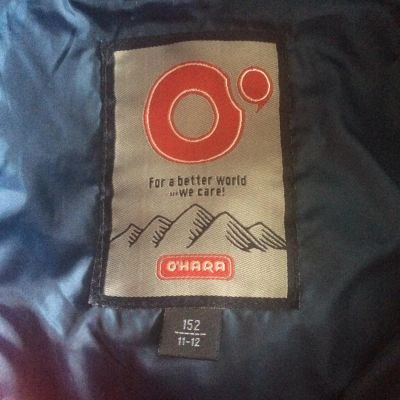 O'
For a better world
...we care!
O'HARA
152
11-12